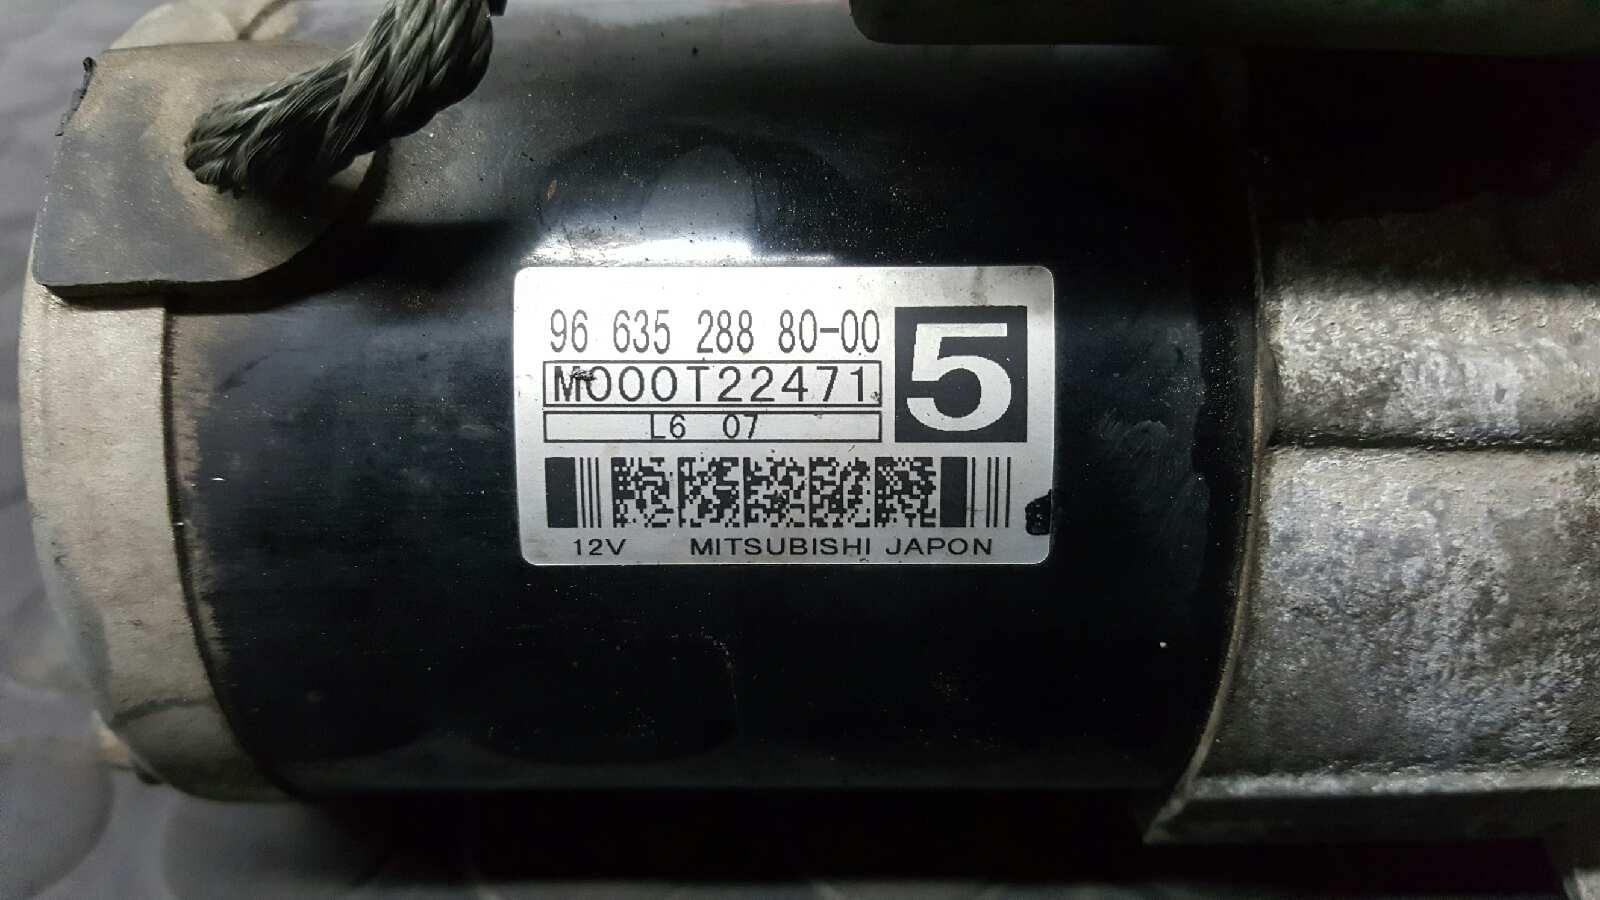 96 635 288 80-00
5
M000T22471
L6 07
12V MITSUBISHI JAPON